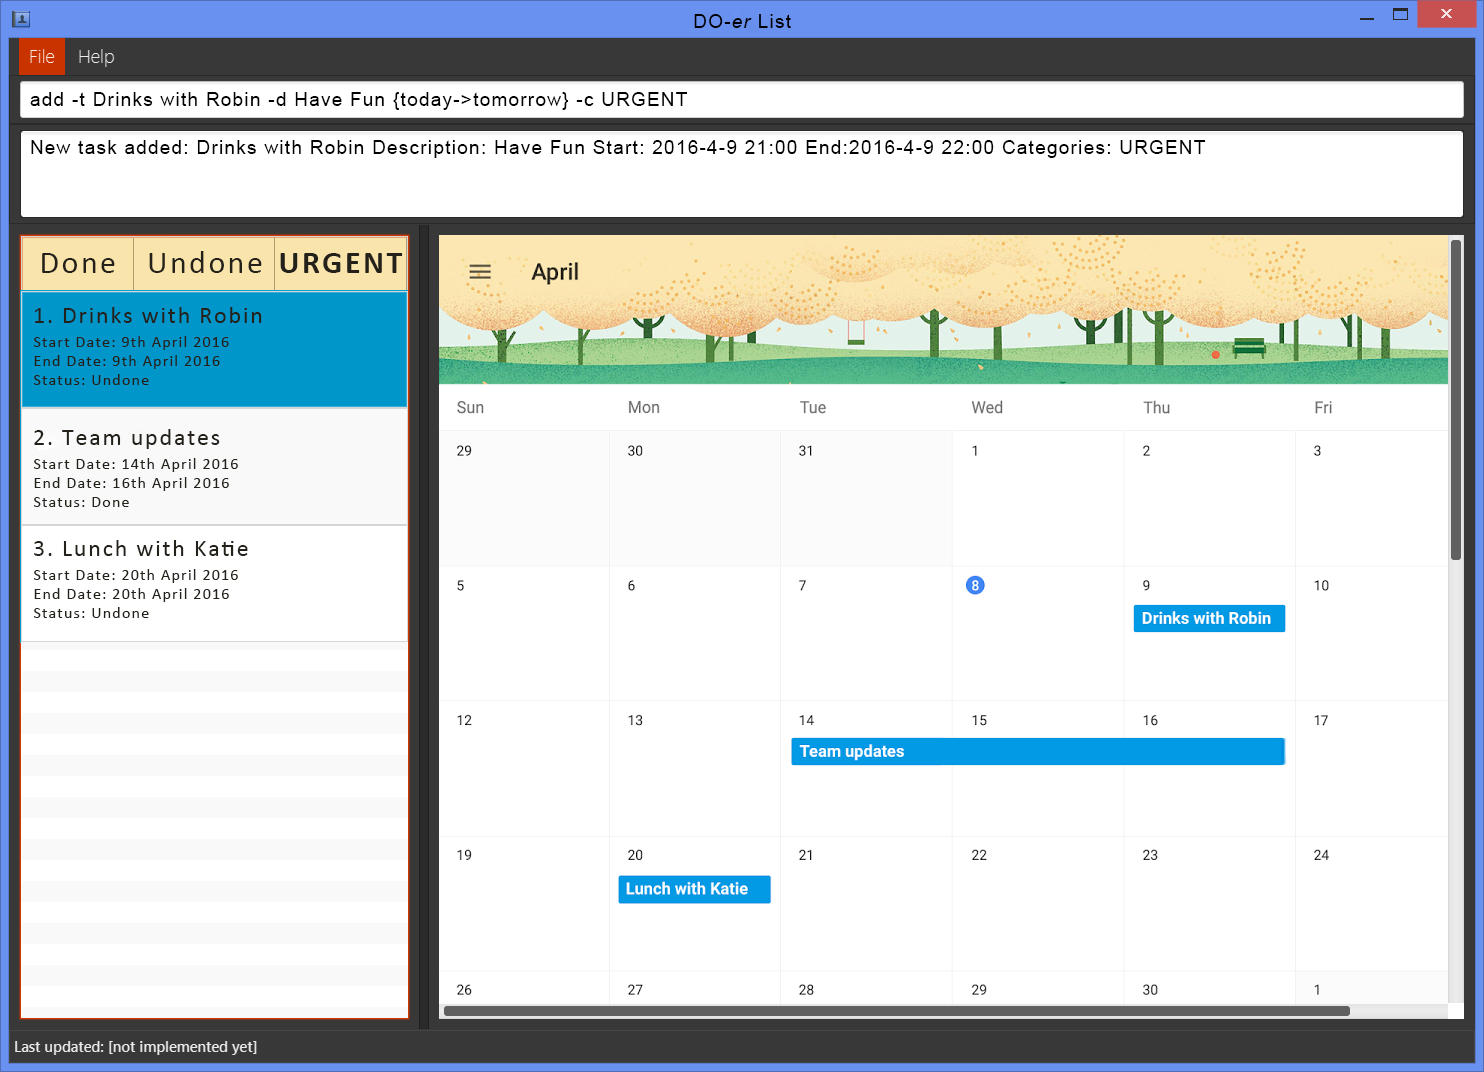 DO-er List
File Help
add -t Drinks with Robin -d Have Fun {today->tomorrow} -c URGENT
New task added: Drinks with Robin Description: Have Fun Start: 2016-4-9 21:00 End:2016-4-9 22:00 Categories: URGENT
Done Undone URGENT
1. Drinks with Robin
Start Date: 9th April 2016
End Date: 9th April 2016
Status: Undone
2. Team updates
Start Date: 14th April 2016
End Date: 16th April 2016
Status: Done
3. Lunch with Katie
Start Date: 20th April 2016
End Date: 20th April 2016
Status: Undone
April
Sun Mon Tue Wed Thu Fri
29 30 31 1 2 3
5 6 7 8 9 10
Drinks with Robin
12 13 14 15 16 17
Team updates
19 20 21 22 23 24
Lunch with Katie
26 27 28 29 30 1
Last updated: [not implemented yet]